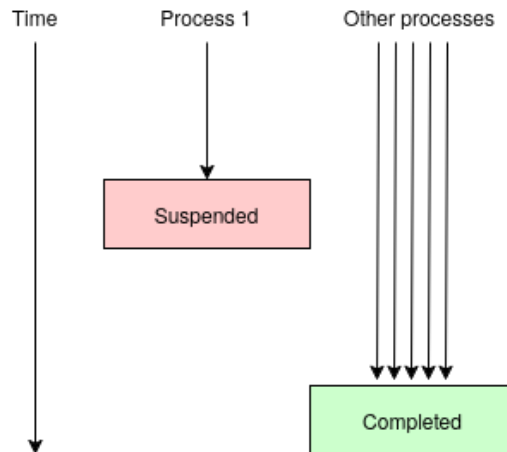 Time
Process 1
Other processes
Suspended
Completed